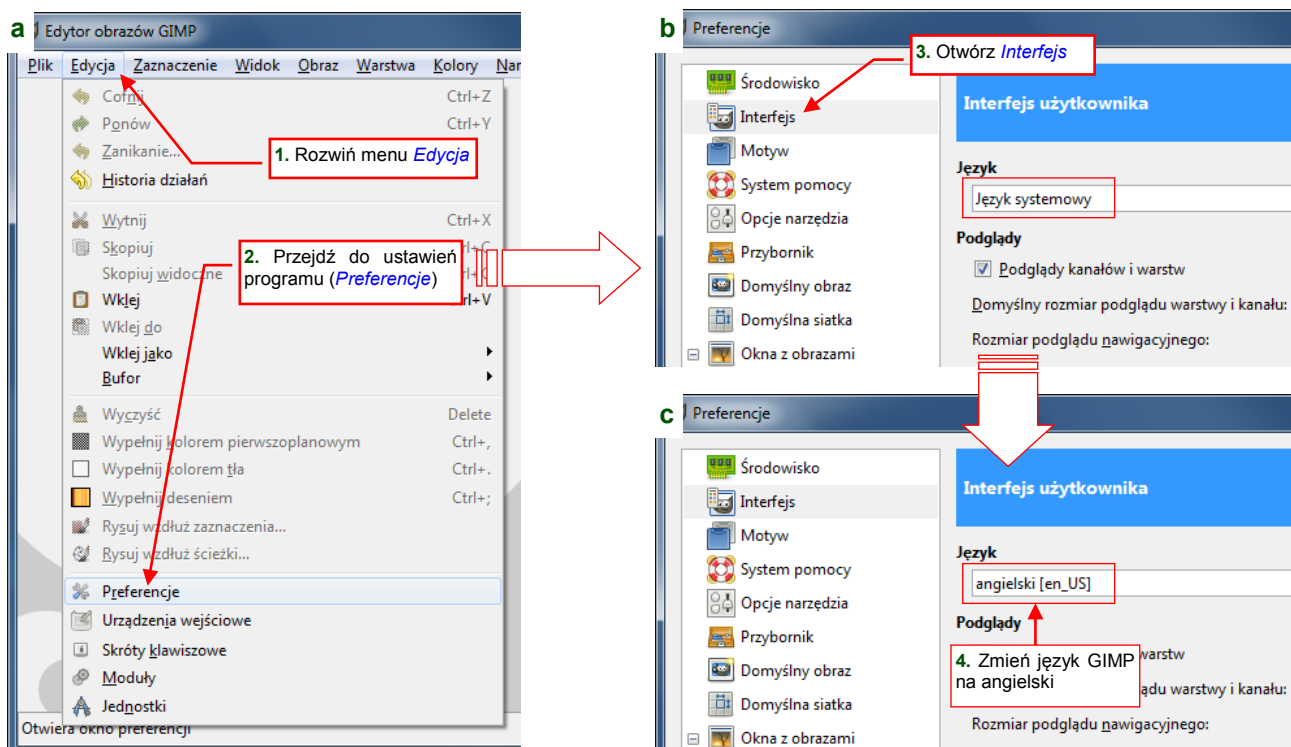 a
Edytor obrazów GIMP
Plik Edycja Zaznaczenie Widok Obraz Warstwa Kolory Nar
Cofnij Ctrl+Z
Ponów Ctrl+Y
Zanikanie...
1. Rozwiń menu Edycja
Historia działań
Wytnij Ctrl+X
Skopiuj
2. Przejdź do ustawień
programu (Preferencje)
Skopiuj widoczne
Wklej
Wklej do
Wklej jako
Bufor
Wyczyść Delete
Wypełnij kolorem pierwszoplanowym Ctrl+,
Wypełnij kolorem tła Ctrl+.
Wypełnij deseniem Ctrl+;
Rysuj wzdłuż zaznaczenia...
Rysuj wzdłuż ścieżki...
Preferencje
Urządzenia wejściowe
Skróty klawiszowe
Moduły
Jednostki
Otwiera okno preferencji
b
Preferencje
3. Otwórz Interfejs
Środowisko
Interfejs
Motyw
System pomocy
Opcje narzędzia
Przybornik
Domyślny obraz
Domyślna siatka
Okna z obrazami
Interfejs użytkownika
Język
Język systemowy
Podglądy
Podglądy kanałów i warstw
Domyślny rozmiar podglądu warstwy i kanału:
Rozmiar podglądu nawigacyjnego:
c
Preferencje
Środowisko
Interfejs
Motyw
System pomocy
Opcje narzędzia
Przybornik
Domyślny obraz
Domyślna siatka
Okna z obrazami
Interfejs użytkownika
Język
angielski [en_US]
Podglądy
4. Zmień język GIMP
na angielski
warstw
ądu warstwy i kanału:
Rozmiar podglądu nawigacyjnego: